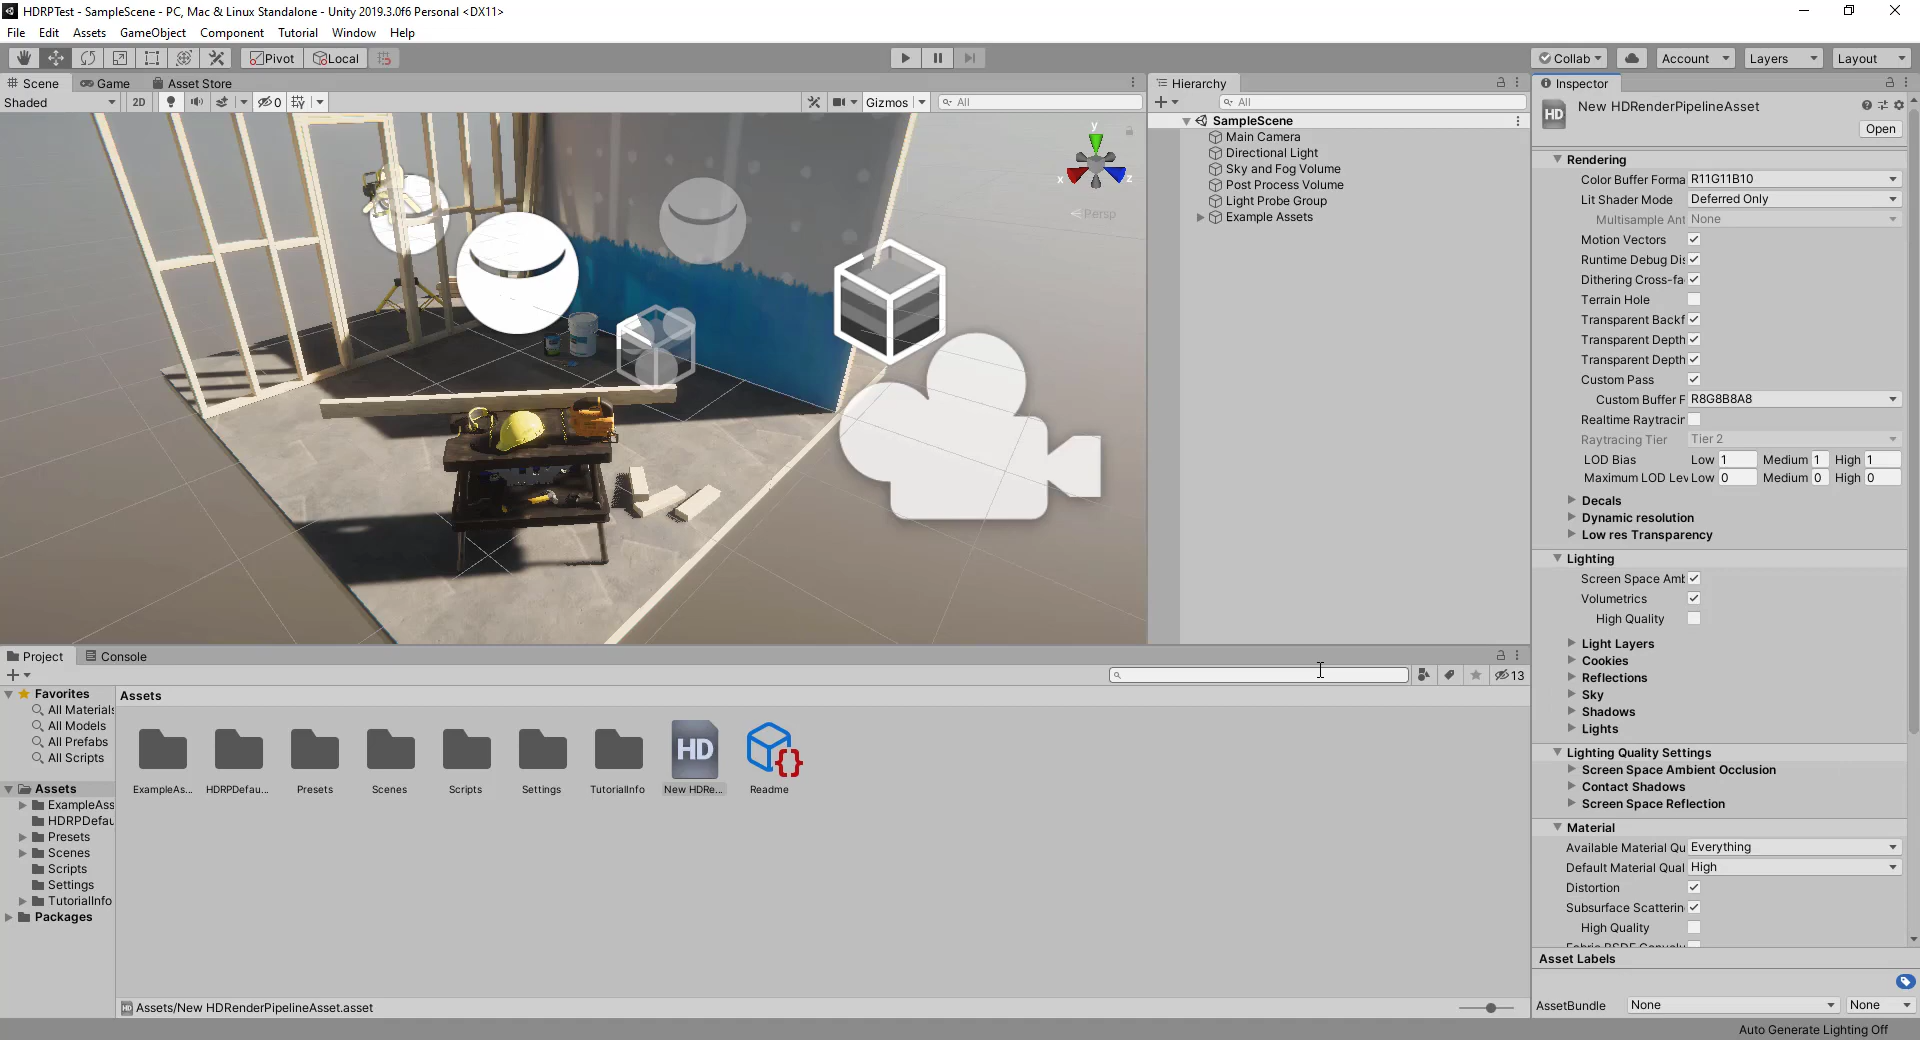 HDRPTest - SampleScene - PC, Mac & Linux Standalone - Unity 2019.3.0f6 Personal <DX11>
File Edit Assets GameObject Component Tutorial Window Help
Pivot Local Collab Account Layers Layout
Scene Game Asset Store
Shaded 2D 0 Gizmos All
y
x z
Persp
Hierarchy
All
SampleScene
Main Camera
Directional Light
Sky and Fog Volume
Post Process Volume
Light Probe Group
Example Assets
Inspector
HD New HDRenderPipelineAsset
Open
Rendering
Color Buffer Forma R11G11B10
Lit Shader Mode Deferred Only
Multisample Ant None
Motion Vectors
Runtime Debug Dis
Dithering Cross-fa
Terrain Hole
Transparent Backf
Transparent Depth
Transparent Depth
Custom Pass
Custom Buffer F R8G8B8A8
Realtime Raytracin
Raytracing Tier Tier 2
LOD Bias Low 1 Medium 1 High 1
Maximum LOD Lev Low 0 Medium 0 High 0
Decals
Dynamic resolution
Low res Transparency
Lighting
Screen Space Amb
Volumetrics
High Quality
Light Layers
Cookies
Reflections
Sky
Shadows
Lights
Lighting Quality Settings
Screen Space Ambient Occlusion
Contact Shadows
Screen Space Reflection
Material
Available Material Qu Everything
Default Material Qual High
Distortion
Subsurface Scatterin
High Quality
Asset Labels
AssetBundle None None
Auto Generate Lighting Off
Project Console
13
Favorites
All Materials
All Models
All Prefabs
All Scripts
Assets
ExampleAss
HDRPDefau
Presets
Scenes
Scripts
Settings
TutorialInfo
Packages
Assets
HD
ExampleAs... HDRPDefau... Presets Scenes Scripts Settings TutorialInfo New HDRe... Readme
Assets/New HDRenderPipelineAsset.asset